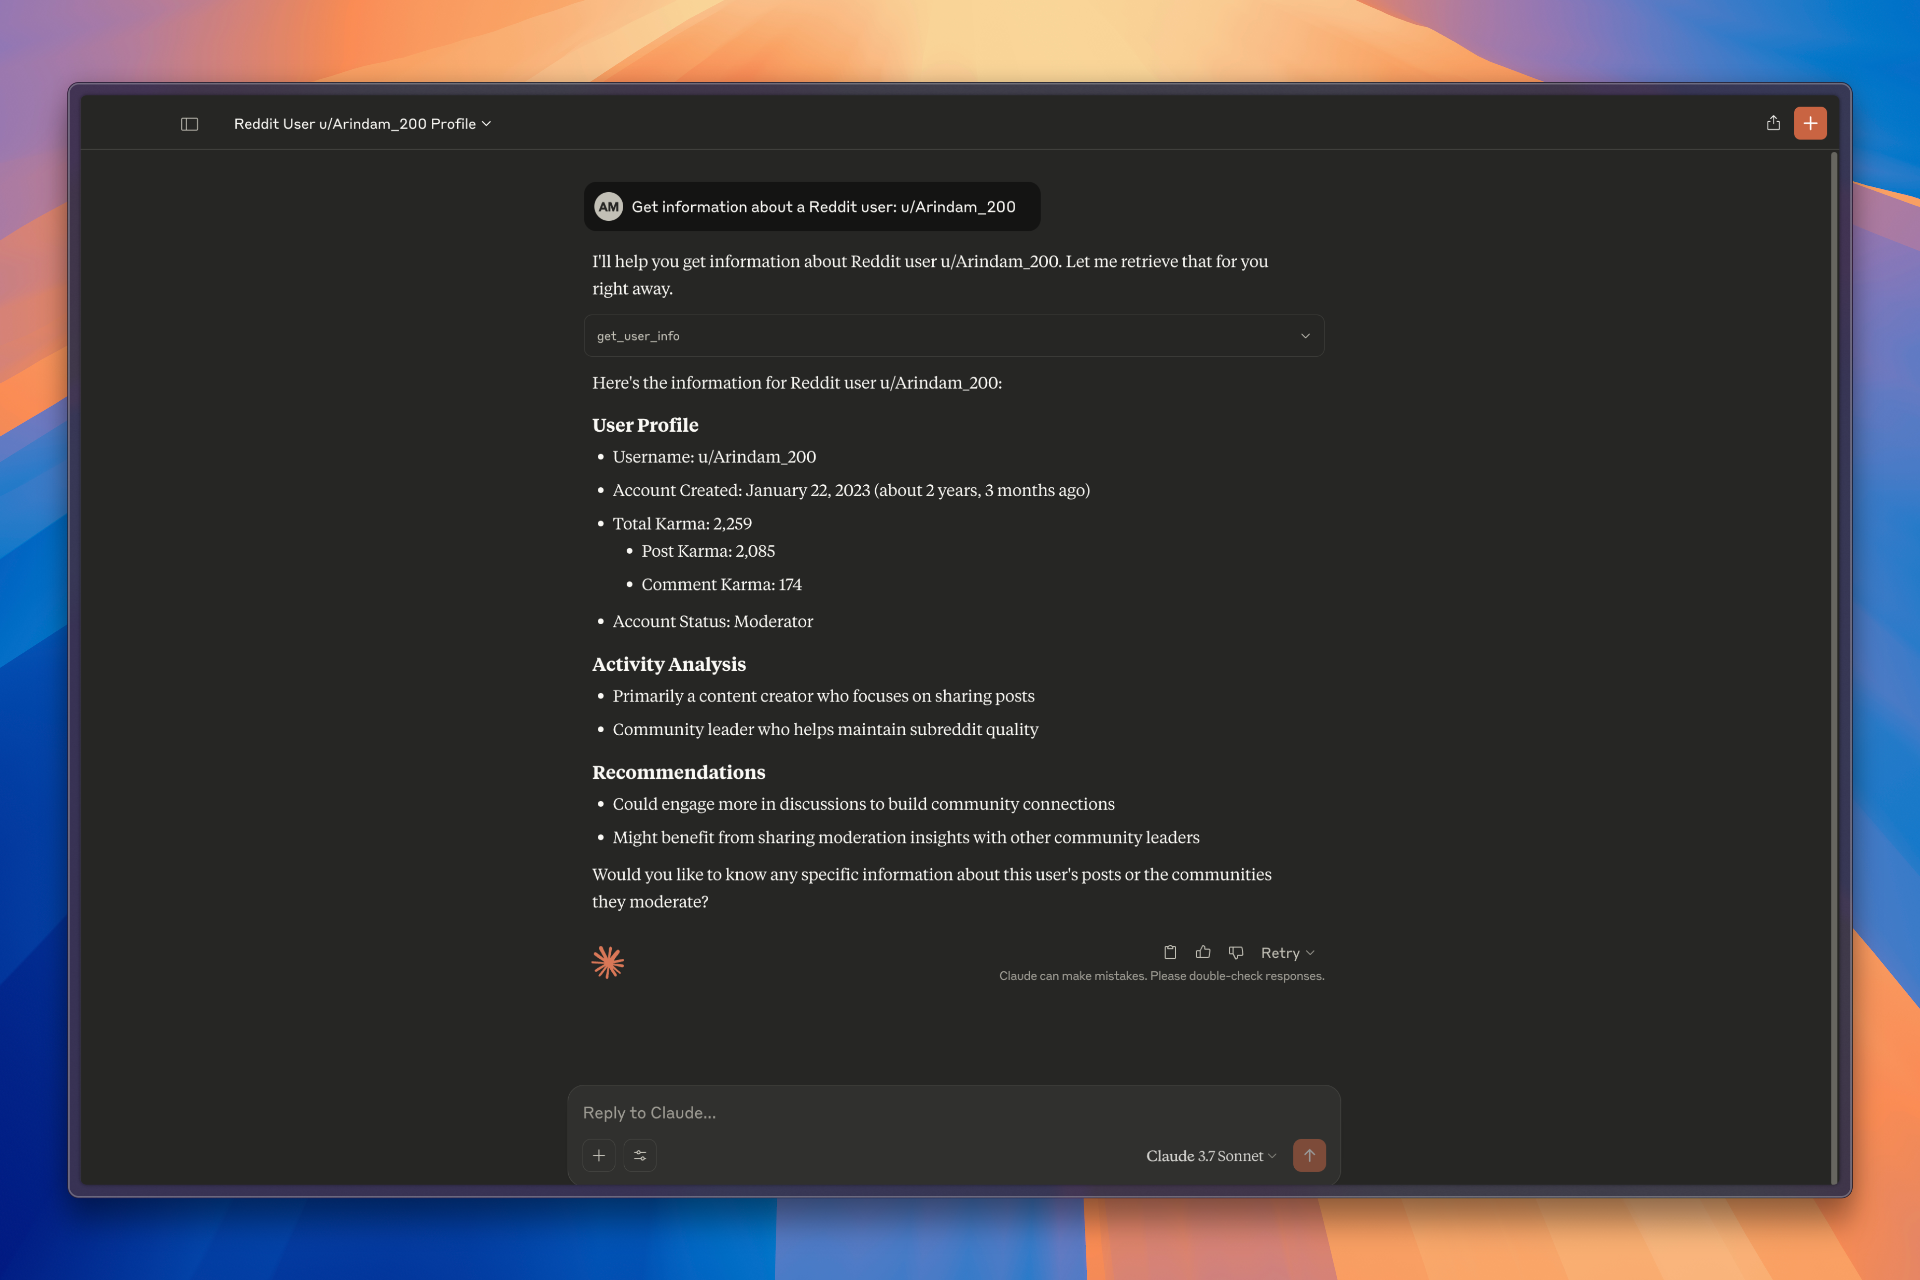 Reddit User u/Arindam_200 Profile
AM Get information about a Reddit user: u/Arindam_200
I'll help you get information about Reddit user u/Arindam_200. Let me retrieve that for you
right away.
get_user_info
Here's the information for Reddit user u/Arindam_200:
User Profile
• Username: u/Arindam_200
• Account Created: January 22, 2023 (about 2 years, 3 months ago)
• Total Karma: 2,259
• Post Karma: 2,085
• Comment Karma: 174
• Account Status: Moderator
Activity Analysis
• Primarily a content creator who focuses on sharing posts
• Community leader who helps maintain subreddit quality
Recommendations
• Could engage more in discussions to build community connections
• Might benefit from sharing moderation insights with other community leaders
Would you like to know any specific information about this user's posts or the communities
they moderate?
Retry
Claude can make mistakes. Please double-check responses.
Reply to Claude...
Claude 3.7 Sonnet